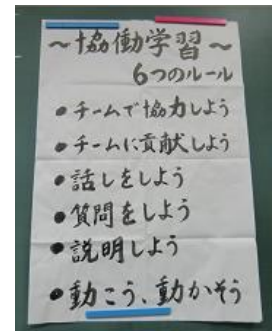 ～協働学習～
6つのルール
●チームで協力しよう
●チームに貢献しよう
●話しをしよう
●質問をしよう
●説明しよう
●動こう、動かそう